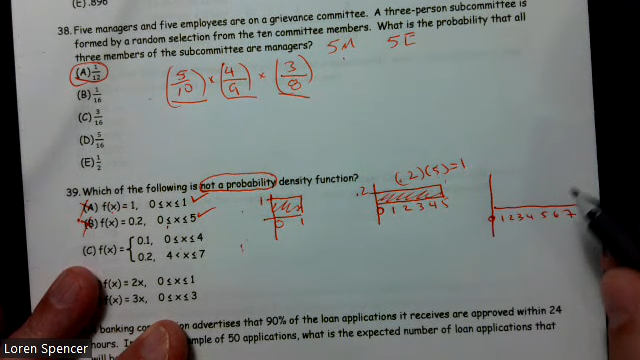 (E) .896
38. Five managers and five employees are on a grievance committee. A three-person subcommittee is
formed by a random selection from the ten committee members. What is the probability that all
three members of the subcommittee are managers? 5M 5E
(A) 1/12
(5/10) × (4/9) × (3/8)
(B) 1/16
(C) 3/16
(D) 5/16
(E) 1/2
39. Which of the following is not a probability density function?
(.2)(5)=1
(A) f(x) = 1, 0 ≤ x ≤ 1 ✓
(B) f(x) = 0.2, 0 ≤ x ≤ 5 ✓
1
0 1
.2
0 1 2 3 4 5
0 1 2 3 4 5 6 7
(C) f(x) = { 0.1, 0 ≤ x ≤ 4
0.2, 4 < x ≤ 7
f(x) = 2x, 0 ≤ x ≤ 1
f(x) = 3x, 0 ≤ x ≤ 3
banking advertises that 90% of the loan applications it receives are approved within 24
hours. In of 50 applications, what is the expected number of loan applications that
will
Loren Spencer